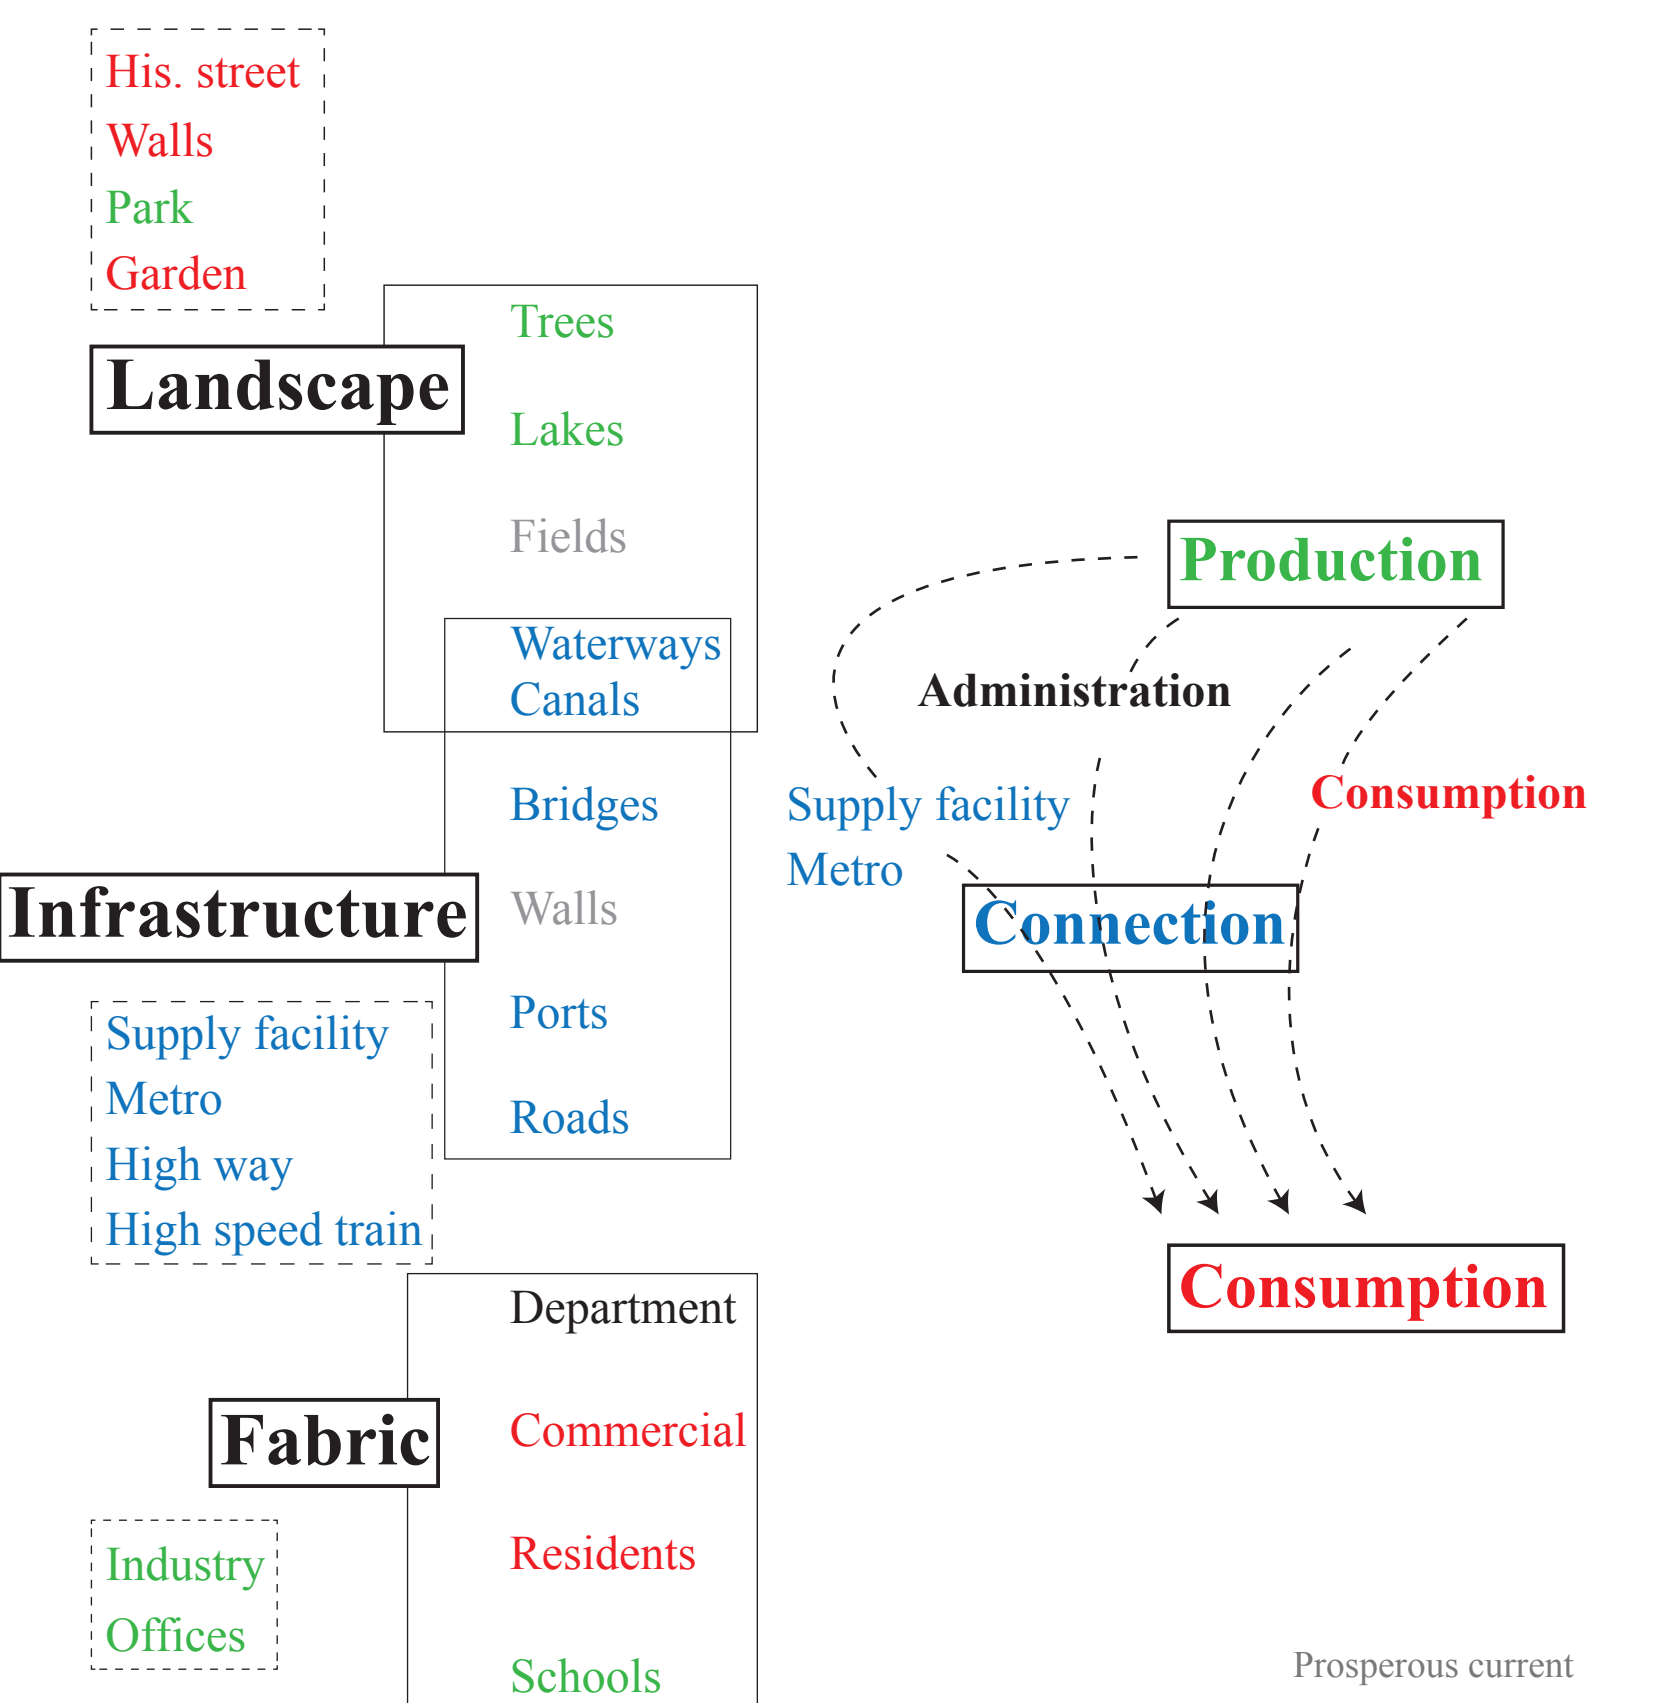 His. street
Walls
Park
Garden
Landscape
Trees
Lakes
Fields
Waterways
Canals
Bridges
Walls
Ports
Roads
Infrastructure
Supply facility
Metro
High way
High speed train
Department
Commercial
Residents
Schools
Fabric
Industry
Offices
Production
Administration
Supply facility
Metro
Consumption
Connection
Consumption
Prosperous current